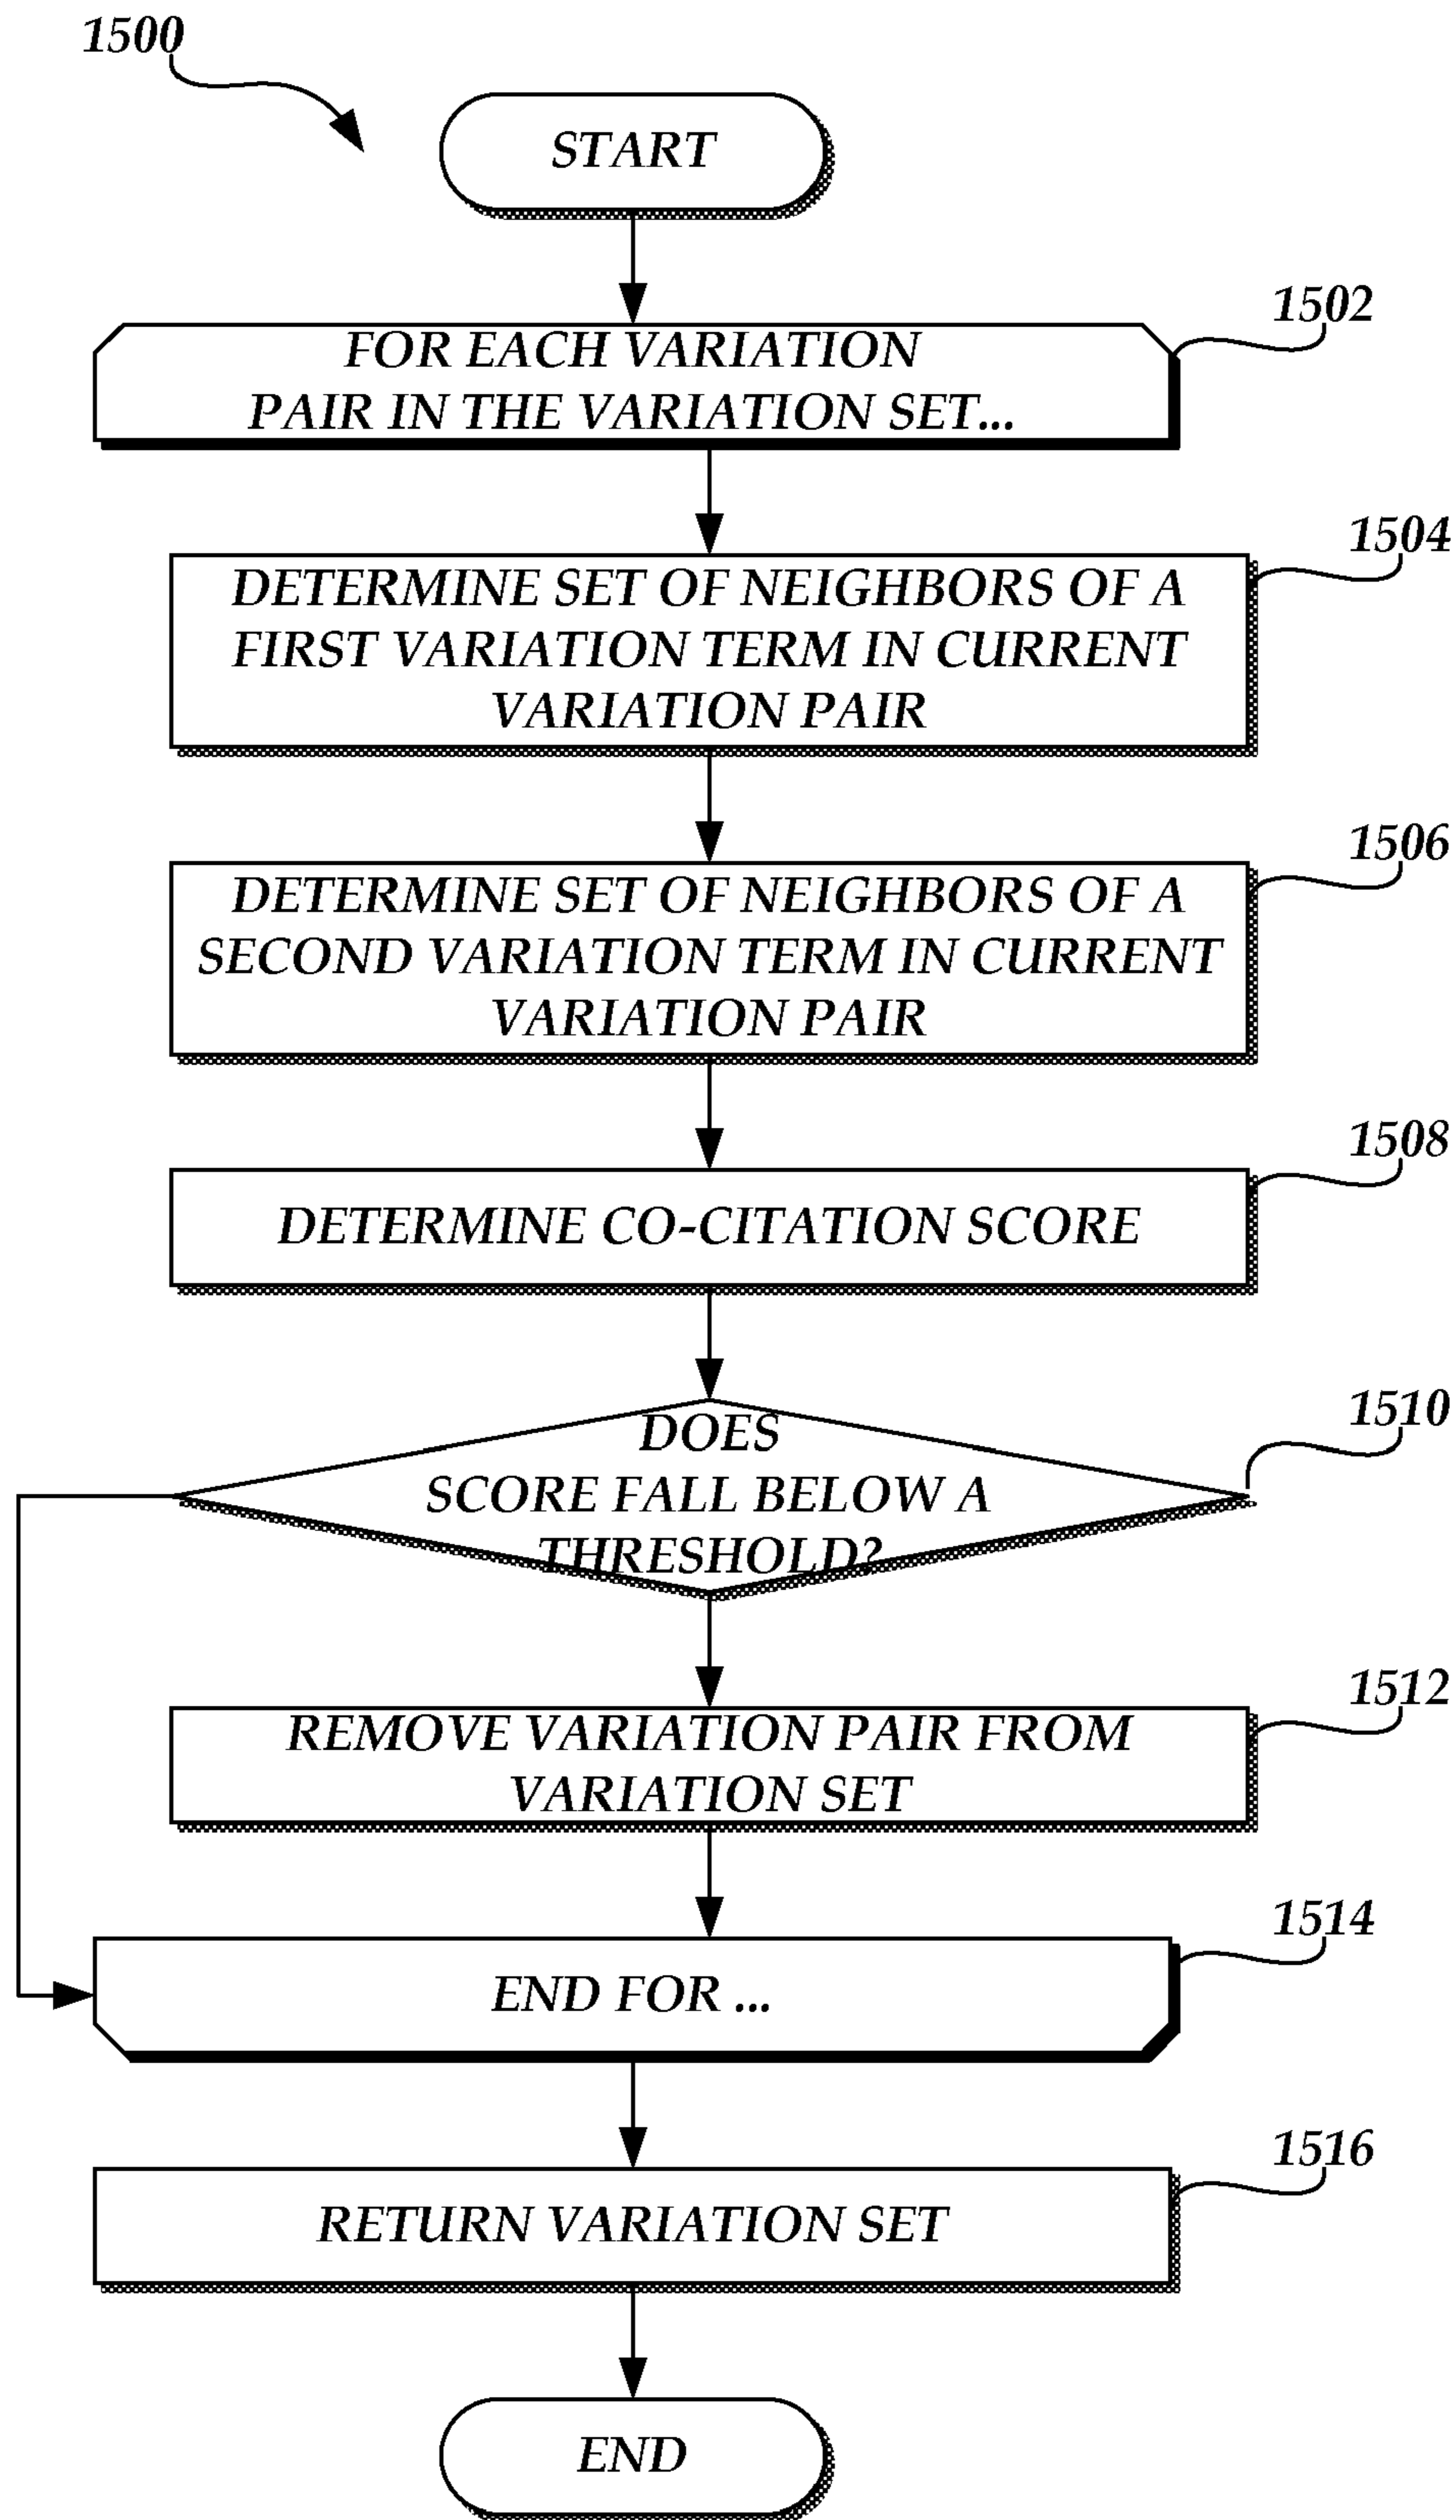 1500
START
1502
FOR EACH VARIATION
PAIR IN THE VARIATION SET...
1504
DETERMINE SET OF NEIGHBORS OF A
FIRST VARIATION TERM IN CURRENT
VARIATION PAIR
1506
DETERMINE SET OF NEIGHBORS OF A
SECOND VARIATION TERM IN CURRENT
VARIATION PAIR
1508
DETERMINE CO-CITATION SCORE
1510
DOES
SCORE FALL BELOW A
THRESHOLD?
1512
REMOVE VARIATION PAIR FROM
VARIATION SET
1514
END FOR ...
1516
RETURN VARIATION SET
END